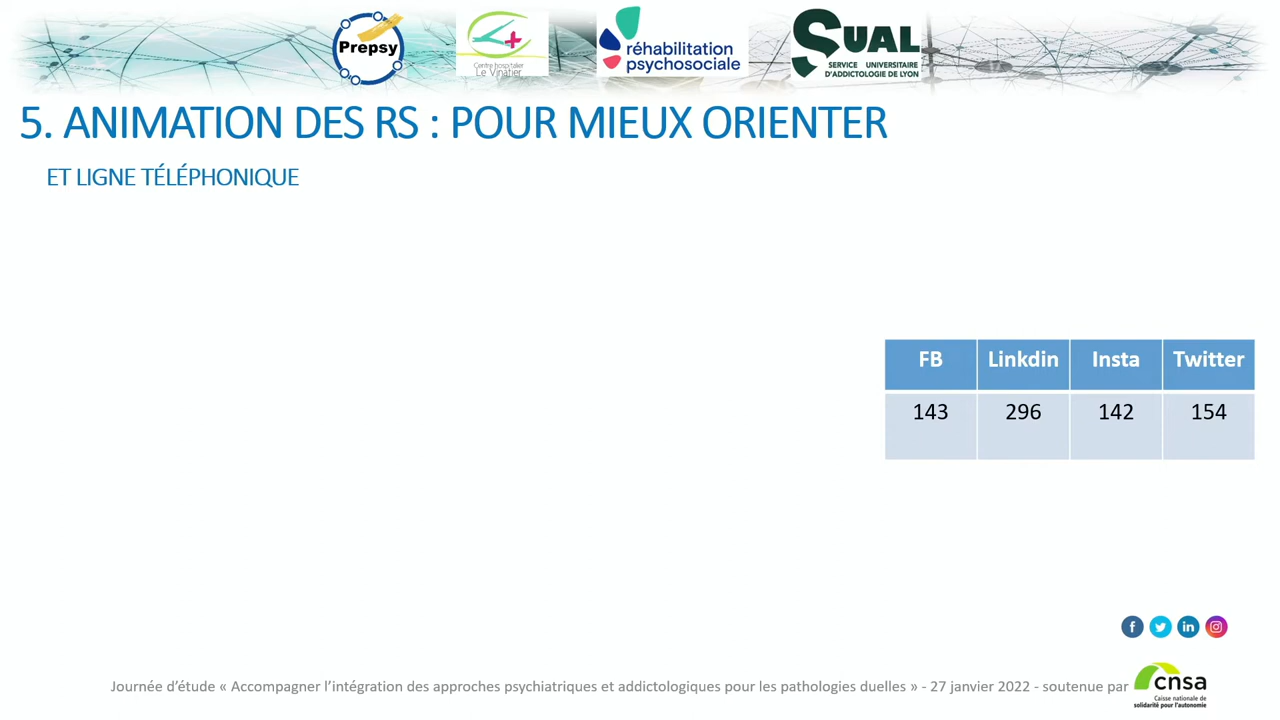 Prepsy
Centre hospitalier
Le Vinatier
réhabilitation
psychosociale
SUAL
SERVICE UNIVERSITAIRE
D'ADDICTOLOGIE DE LYON
5. ANIMATION DES RS : POUR MIEUX ORIENTER
ET LIGNE TÉLÉPHONIQUE
FB Linkdin Insta Twitter
143 296 142 154
Journée d'étude « Accompagner l'intégration des approches psychiatriques et addictologiques pour les pathologies duelles » - 27 janvier 2022 - soutenue par
cnsa
Caisse nationale de
solidarité pour l'autonomie